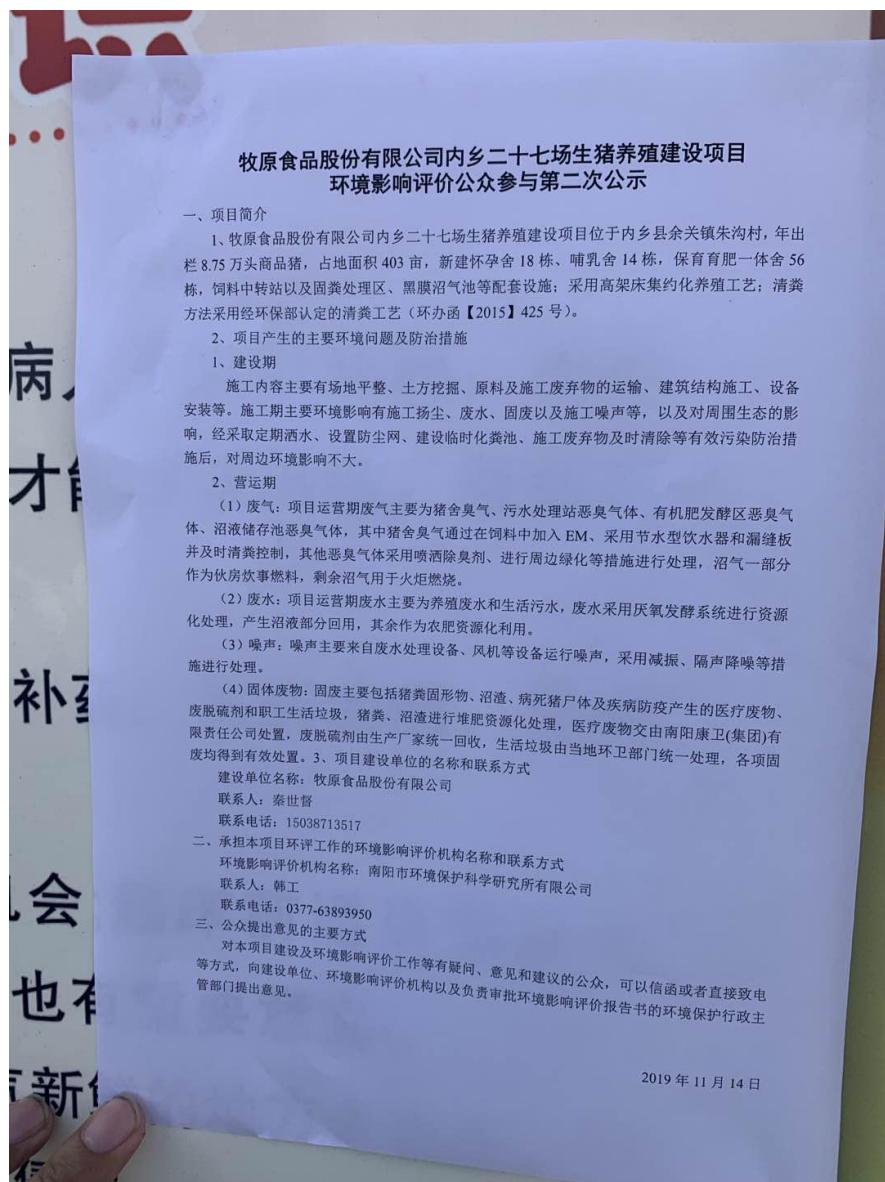 牧原食品股份有限公司内乡二十七场生猪养殖建设项目
环境影响评价公众参与第二次公示
一、项目简介
1、牧原食品股份有限公司内乡二十七场生猪养殖建设项目位于内乡县余关镇朱沟村，年出
栏 8.75 万头商品猪，占地面积 403 亩，新建怀孕舍 18 栋、哺乳舍 14 栋，保育育肥一体舍 56
栋，饲料中转站以及固粪处理区、黑膜沼气池等配套设施；采用高架床集约化养殖工艺；清粪
方法采用经环保部认定的清粪工艺（环办函【2015】425 号）。
2、项目产生的主要环境问题及防治措施
1、建设期
施工内容主要有场地平整、土方挖掘、原料及施工废弃物的运输、建筑结构施工、设备
安装等。施工期主要环境影响有施工扬尘、废水、固废以及施工噪声等，以及对周围生态的影
响，经采取定期洒水、设置防尘网、建设临时化粪池、施工废弃物及时清除等有效污染防治措
施后，对周边环境影响不大。
2、营运期
（1）废气：项目运营期废气主要为猪舍臭气、污水处理站恶臭气体、有机肥发酵区恶臭气
体、沼液储存池恶臭气体，其中猪舍臭气通过在饲料中加入 EM、采用节水型饮水器和漏缝板
并及时清粪控制，其他恶臭气体采用喷洒除臭剂、进行周边绿化等措施进行处理，沼气一部分
作为伙房炊事燃料，剩余沼气用于火炬燃烧。
（2）废水：项目运营期废水主要为养殖废水和生活污水，废水采用厌氧发酵系统进行资源
化处理，产生沼液部分回用，其余作为农肥资源化利用。
（3）噪声：噪声主要来自废水处理设备、风机等设备运行噪声，采用减振、隔声降噪等措
施进行处理。
（4）固体废物：固废主要包括猪粪固形物、沼渣、病死猪尸体及疾病防疫产生的医疗废物、
废脱硫剂和职工生活垃圾，猪粪、沼渣进行堆肥资源化处理，医疗废物交由南阳康卫(集团)有
限责任公司处置，废脱硫剂由生产厂家统一回收，生活垃圾由当地环卫部门统一处理，各项固
废均得到有效处置。3、项目建设单位的名称和联系方式
建设单位名称：牧原食品股份有限公司
联系人：秦世督
联系电话：15038713517
二、承担本项目环评工作的环境影响评价机构名称和联系方式
环境影响评价机构名称：南阳市环境保护科学研究所有限公司
联系人：韩工
联系电话：0377-63893950
三、公众提出意见的主要方式
对本项目建设及环境影响评价工作等有疑问、意见和建议的公众，可以信函或者直接致电
等方式，向建设单位、环境影响评价机构以及负责审批环境影响评价报告书的环境保护行政主
管部门提出意见。
2019 年 11 月 14 日
病
才
补
会
也
新